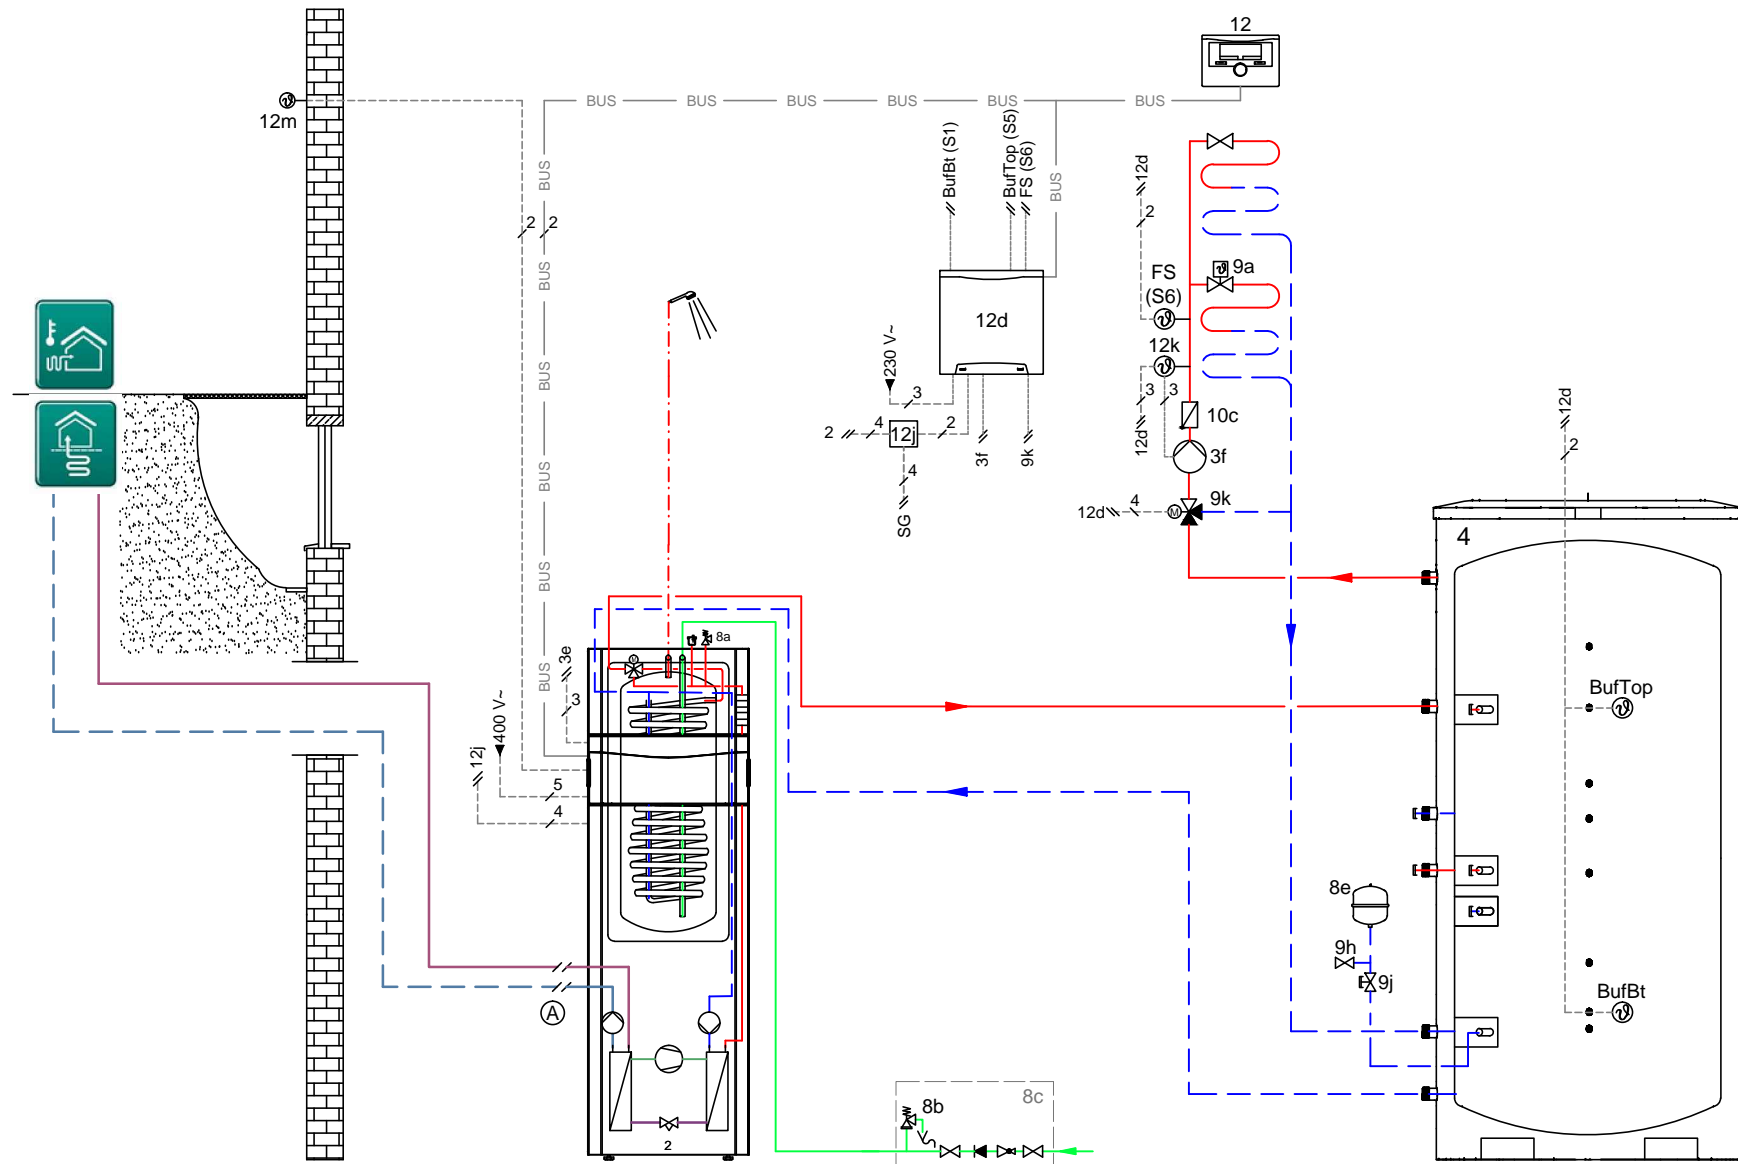 12
BUS BUS BUS BUS BUS BUS
12m
BufBt (S1)
BufTop (S5)
FS (S6)
BUS
12d
2
BUS
2
2
BUS
FS
(S6)
9a
12d
12k
230 V~
3
BUS
3
3
12d
10c
12d
2
2
4
12j
2
3f
9k
3f
BUS
4
SG
12d
4
9k
M
4
BUS
3e
3
M
8a
BUS
400 V~
12j
5
4
BufTop
8e
9h
9j
BufBt
A
2
8b
8c